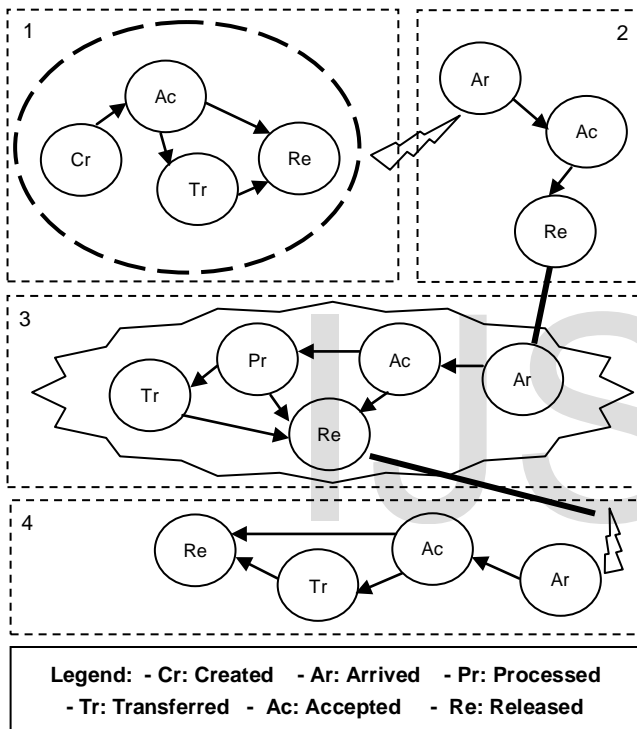 1
Ac
Cr
Tr
Re
2
Ar
Ac
Re
3
Pr
Ac
Tr
Ar
Re
IJS
4
Re
Ac
Tr
Ar
Legend: - Cr: Created - Ar: Arrived - Pr: Processed
- Tr: Transferred - Ac: Accepted - Re: Released